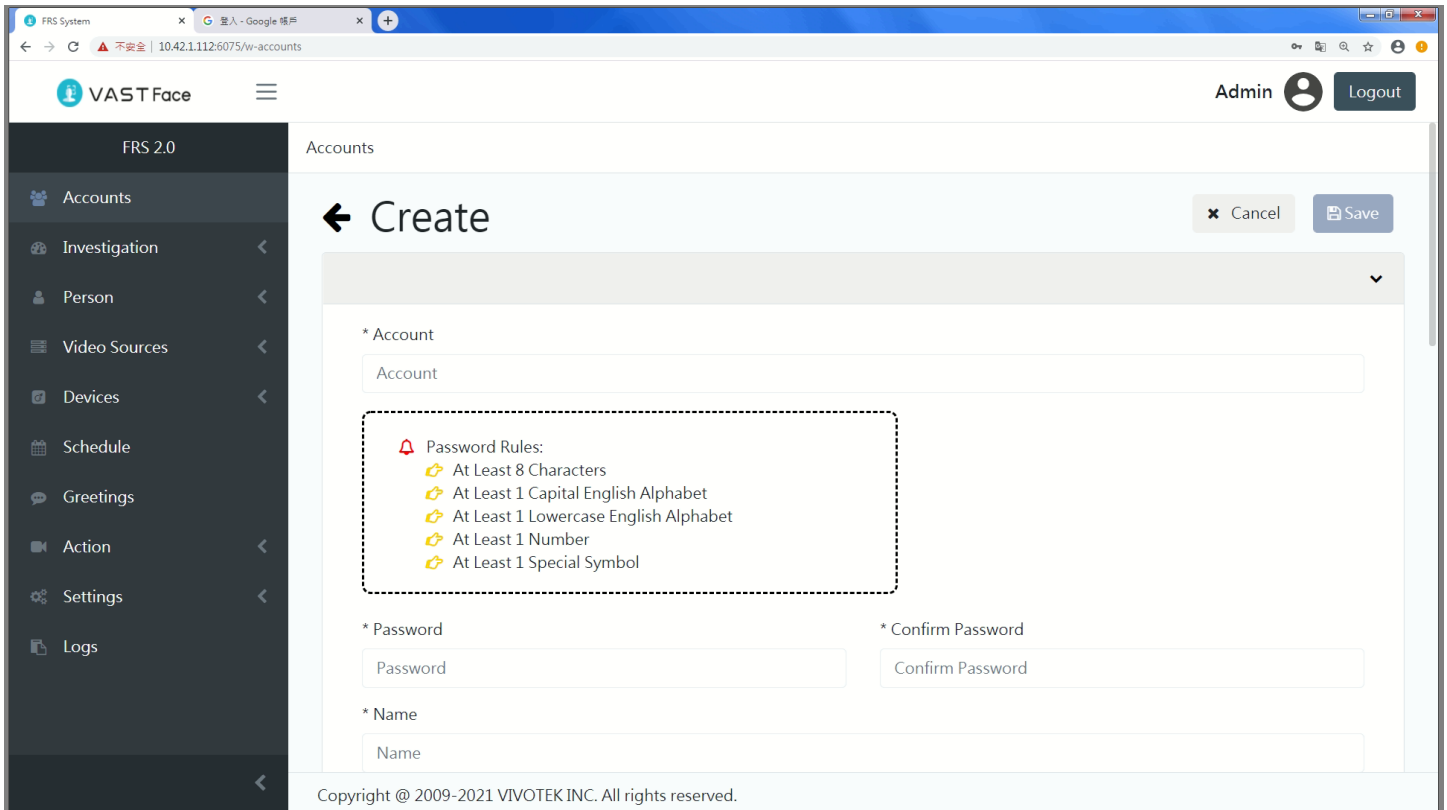 FRS System
登入 - Google 帳戶
不安全 | 10.42.1.112:6075/w-accounts
VAST Face
Admin
Logout
FRS 2.0
Accounts
Accounts
Investigation
Person
Video Sources
Devices
Schedule
Greetings
Action
Settings
Logs
Create
Cancel
Save
* Account
Account
Password Rules:
At Least 8 Characters
At Least 1 Capital English Alphabet
At Least 1 Lowercase English Alphabet
At Least 1 Number
At Least 1 Special Symbol
* Password
* Confirm Password
Password
Confirm Password
* Name
Name
Copyright @ 2009-2021 VIVOTEK INC. All rights reserved.